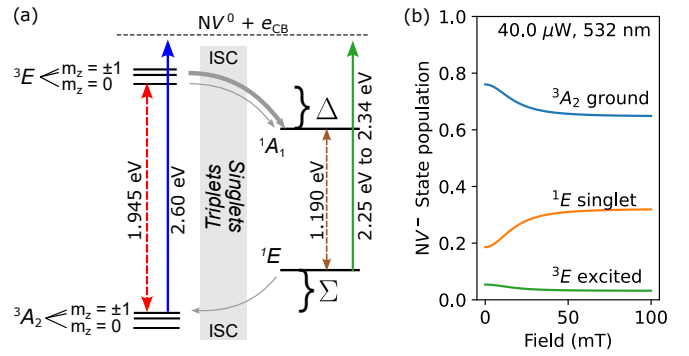 (a)
NV⁰ + e_CB
ISC
³E
m_z = ±1
m_z = 0
Δ
¹A₁
1.945 eV
2.60 eV
Triplets
Singlets
1.190 eV
2.25 eV to 2.34 eV
¹E
Σ
³A₂
m_z = ±1
m_z = 0
ISC
(b)
40.0 μW, 532 nm
³A₂ ground
¹E singlet
³E excited
NV⁻ State population
1.0
0.8
0.6
0.4
0.2
0.0
0
50
100
Field (mT)